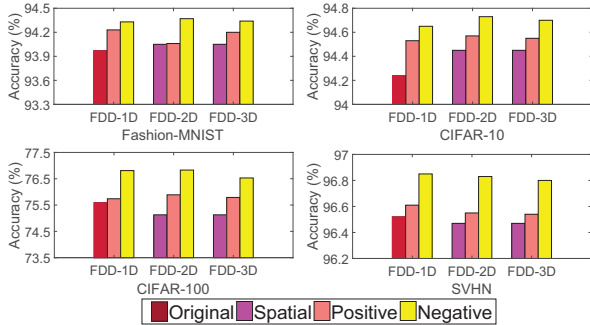 Accuracy (%)
94.5
94.2
93.9
93.6
93.3
FDD-1D FDD-2D FDD-3D
Fashion-MNIST
Accuracy (%)
94.8
94.6
94.4
94.2
94
FDD-1D FDD-2D FDD-3D
CIFAR-10
Accuracy (%)
77.5
76.5
75.5
74.5
73.5
FDD-1D FDD-2D FDD-3D
CIFAR-100
Accuracy (%)
97
96.8
96.6
96.4
96.2
FDD-1D FDD-2D FDD-3D
SVHN
Original Spatial Positive Negative